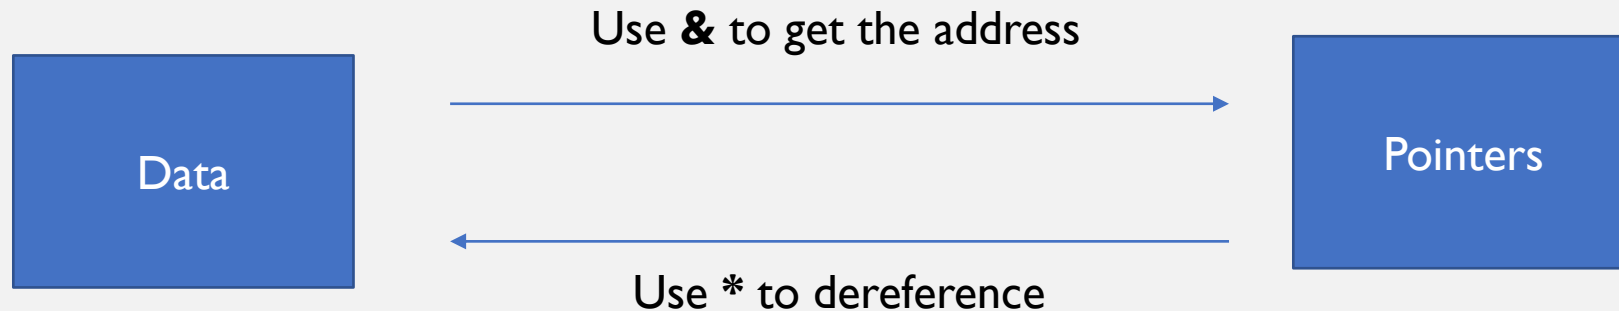 Use & to get the address
Data
Pointers
Use * to dereference